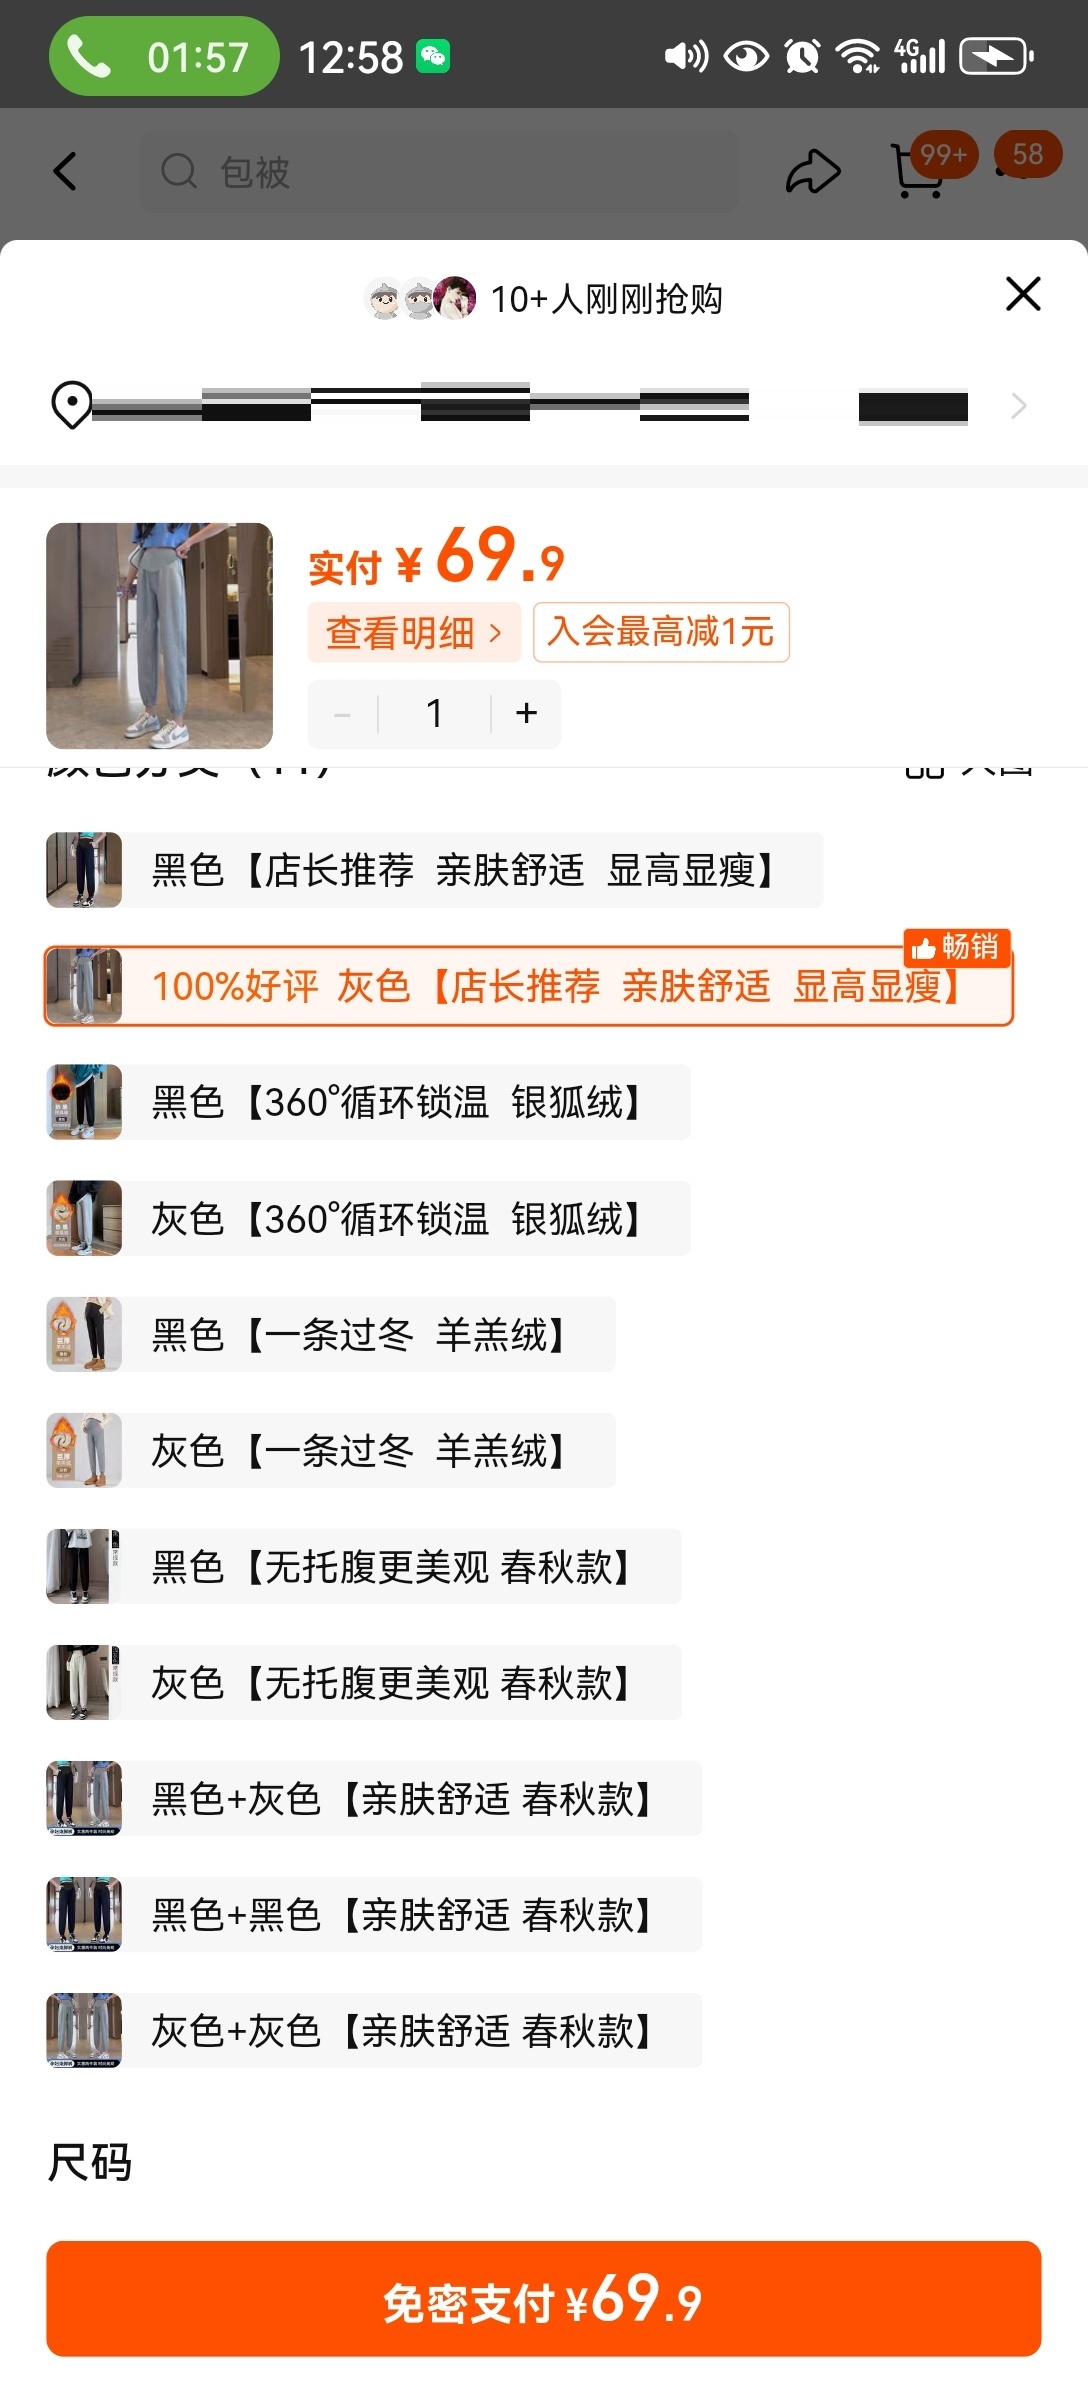 01:57 12:58 4G
包被 99+ 58
10+人刚刚抢购
实付 ¥69.9
查看明细 入会最高减1元
− 1 +
黑色【店长推荐 亲肤舒适 显高显瘦】
畅销
100%好评 灰色【店长推荐 亲肤舒适 显高显瘦】
黑色【360°循环锁温 银狐绒】
灰色【360°循环锁温 银狐绒】
黑色【一条过冬 羊羔绒】
灰色【一条过冬 羊羔绒】
黑色【无托腹更美观 春秋款】
灰色【无托腹更美观 春秋款】
黑色+灰色【亲肤舒适 春秋款】
黑色+黑色【亲肤舒适 春秋款】
灰色+灰色【亲肤舒适 春秋款】
尺码
免密支付 ¥69.9